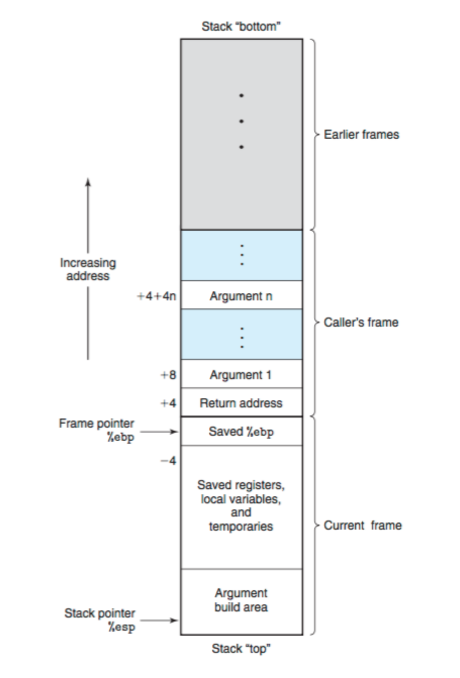 Stack “bottom”
Earlier frames
Increasing
address
+4+4n
Argument n
Caller's frame
+8
Argument 1
+4
Return address
Frame pointer
%ebp
Saved %ebp
−4
Saved registers,
local variables,
and
temporaries
Current frame
Argument
build area
Stack pointer
%esp
Stack “top”